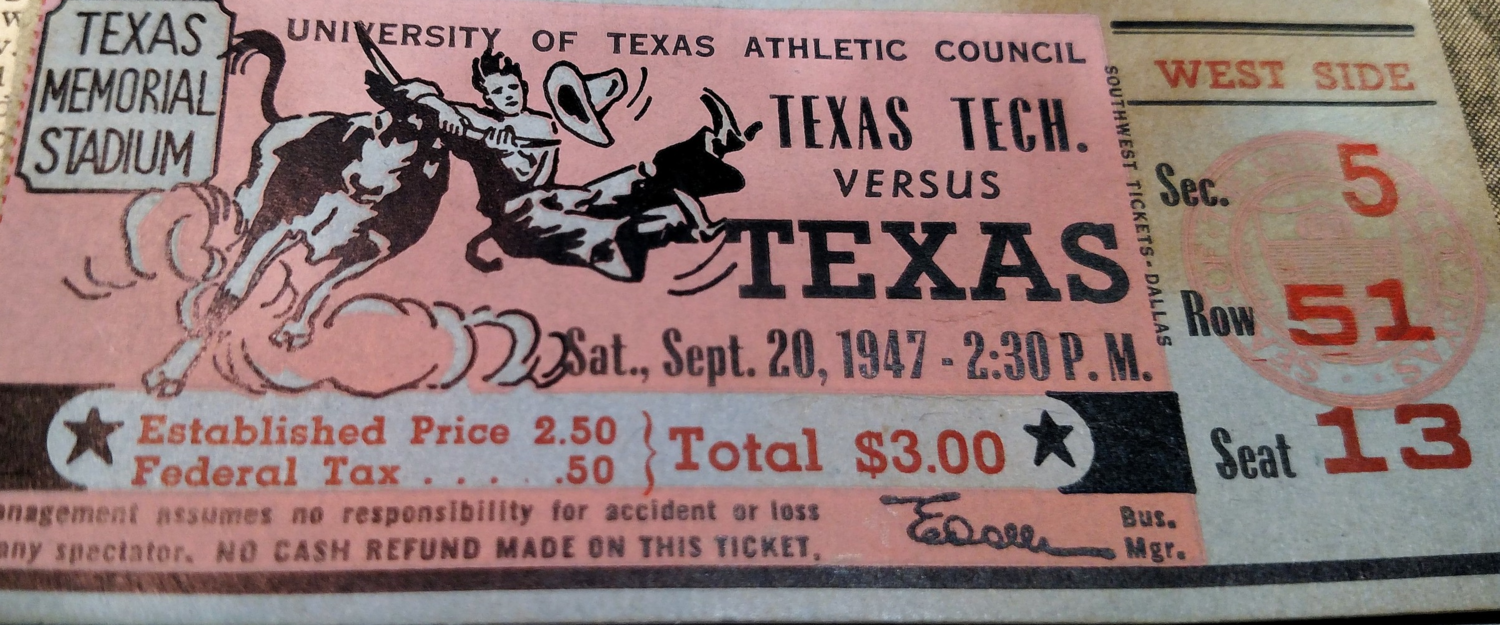 TEXAS
MEMORIAL
STADIUM
UNIVERSITY OF TEXAS ATHLETIC COUNCIL
TEXAS TECH.
VERSUS
TEXAS
Sat., Sept. 20, 1947 - 2:30 P. M.
Established Price 2.50
Federal Tax . . . . .50
Total $3.00
anagement assumes no responsibility for accident or loss
any spectator. NO CASH REFUND MADE ON THIS TICKET.
Bus.
Mgr.
SOUTHWEST TICKETS - DALLAS
WEST SIDE
Sec. 5
Row 51
Seat 13